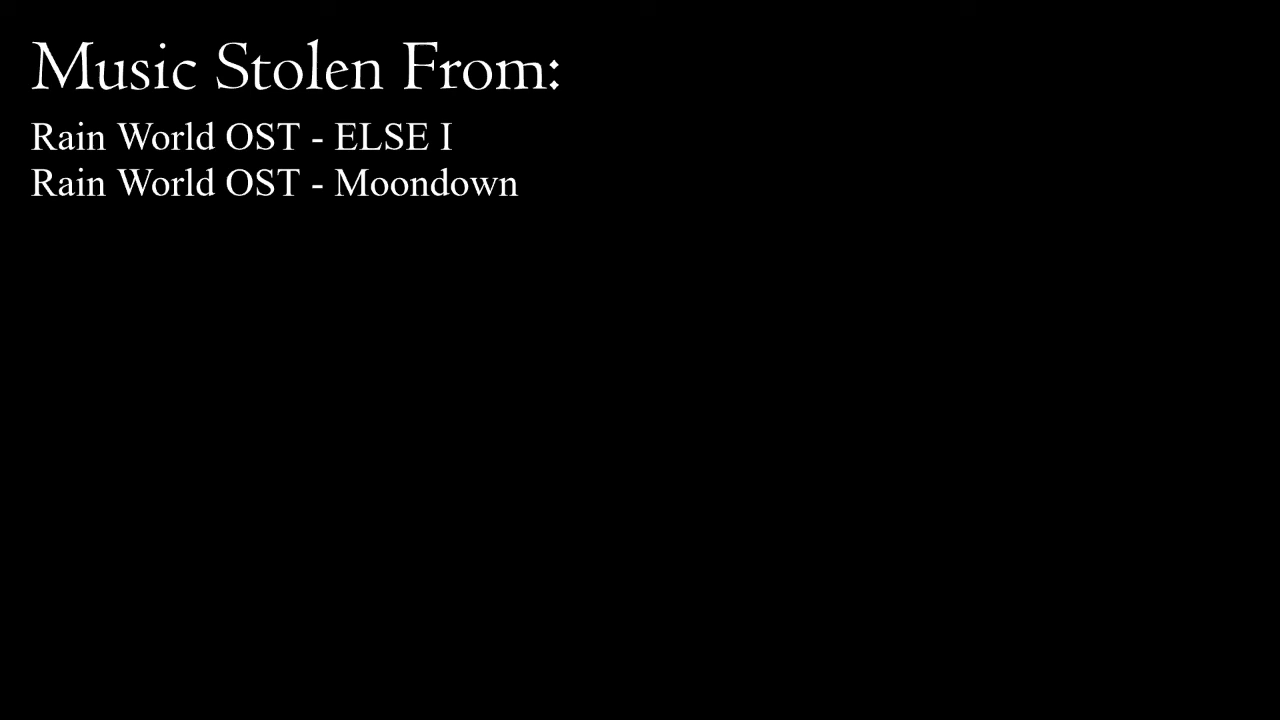 Music Stolen From:
Rain World OST - ELSE I
Rain World OST - Moondown